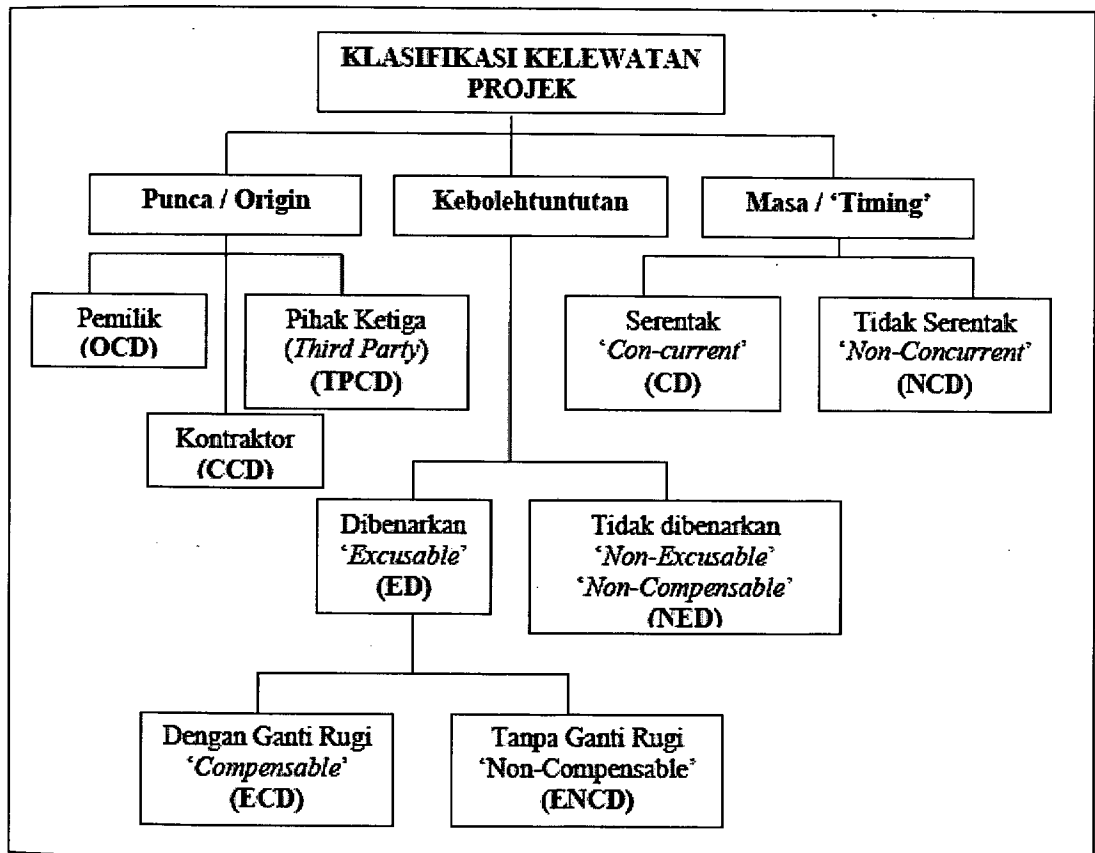 KLASIFIKASI KELEWATAN
PROJEK
Punca / Origin
Kebolehtuntutan
Masa / ‘Timing’
Pemilik
(OCD)
Pihak Ketiga
(Third Party)
(TPCD)
Kontraktor
(CCD)
Serentak
‘Con-current’
(CD)
Tidak Serentak
‘Non-Concurrent’
(NCD)
Dibenarkan
‘Excusable’
(ED)
Tidak dibenarkan
‘Non-Excusable’
‘Non-Compensable’
(NED)
Dengan Ganti Rugi
‘Compensable’
(ECD)
Tanpa Ganti Rugi
‘Non-Compensable’
(ENCD)